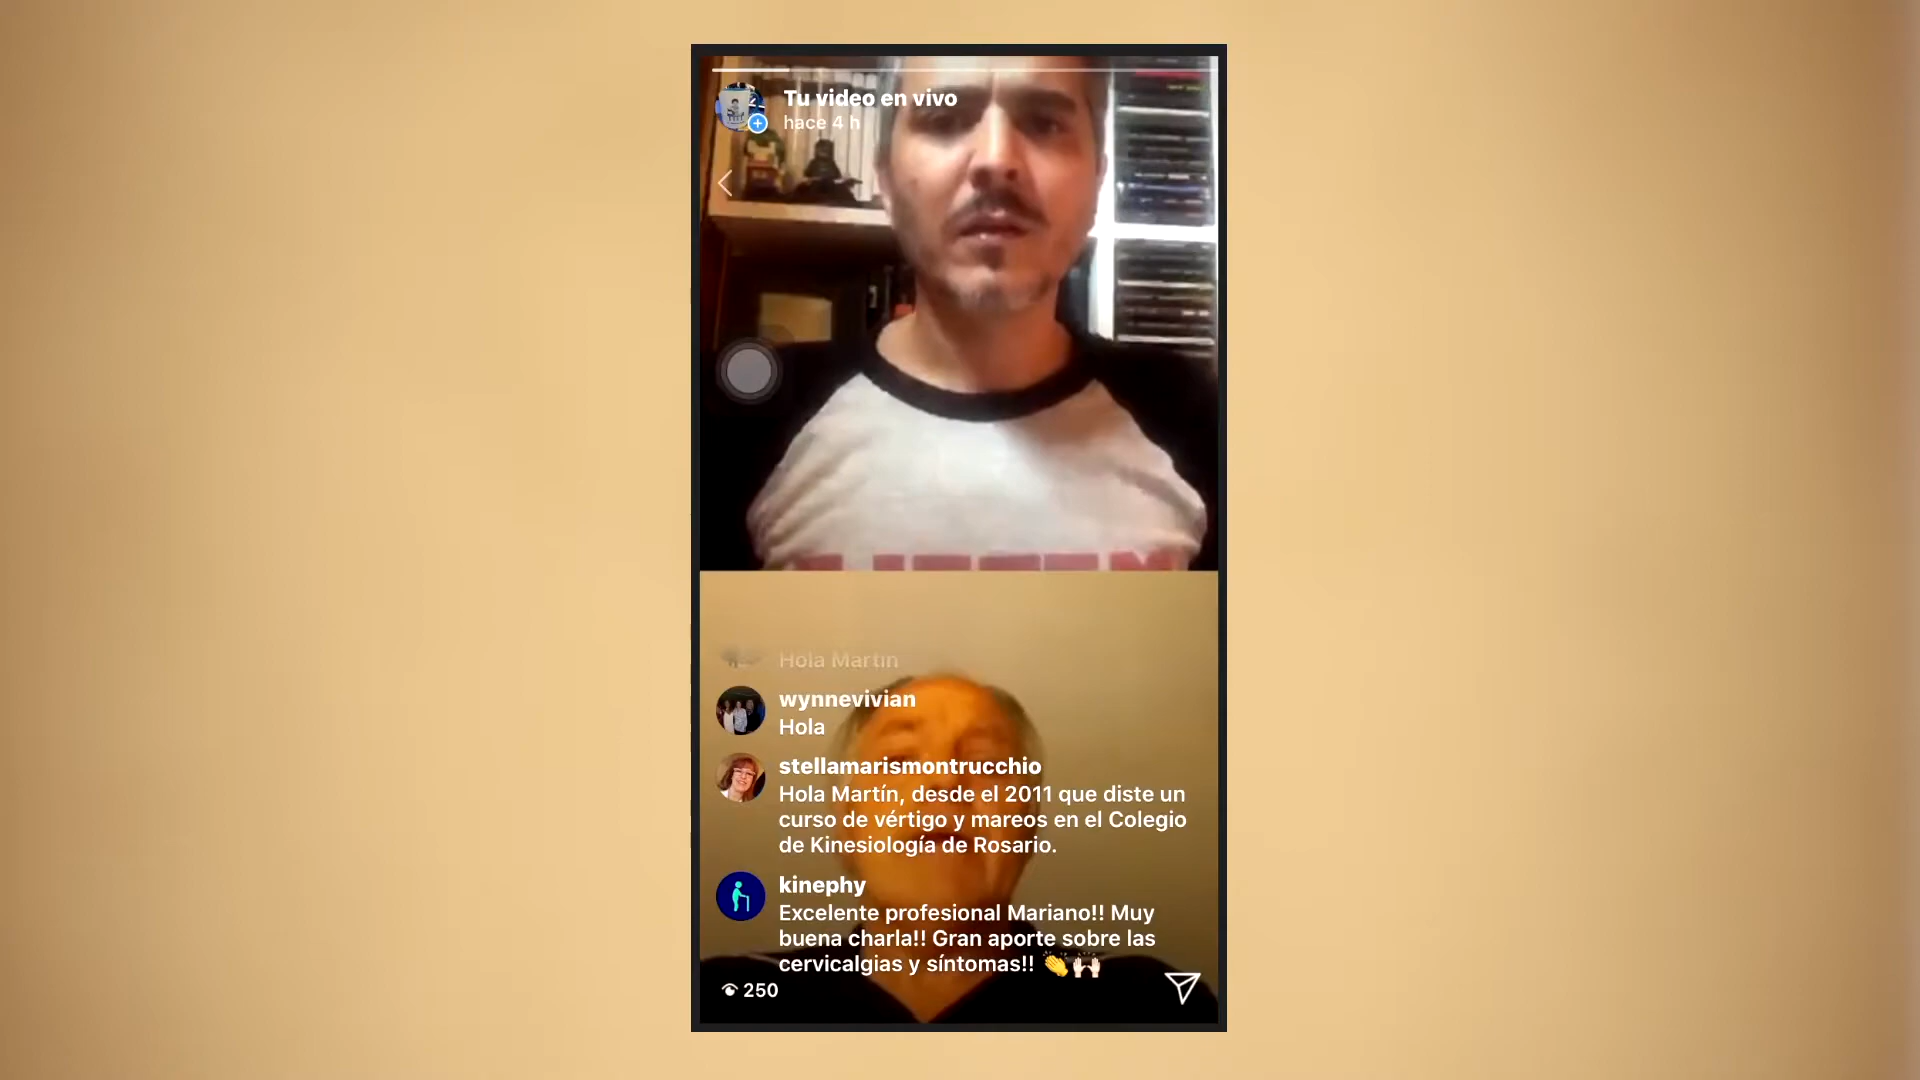 Tu video en vivo
hace 4 h
Hola Martín
wynnevivian
Hola
stellamarismontrucchio
Hola Martín, desde el 2011 que diste un
curso de vértigo y mareos en el Colegio
de Kinesiología de Rosario.
kinephy
Excelente profesional Mariano!! Muy
buena charla!! Gran aporte sobre las
cervicalgias y síntomas!! 👏🙌🏻
250